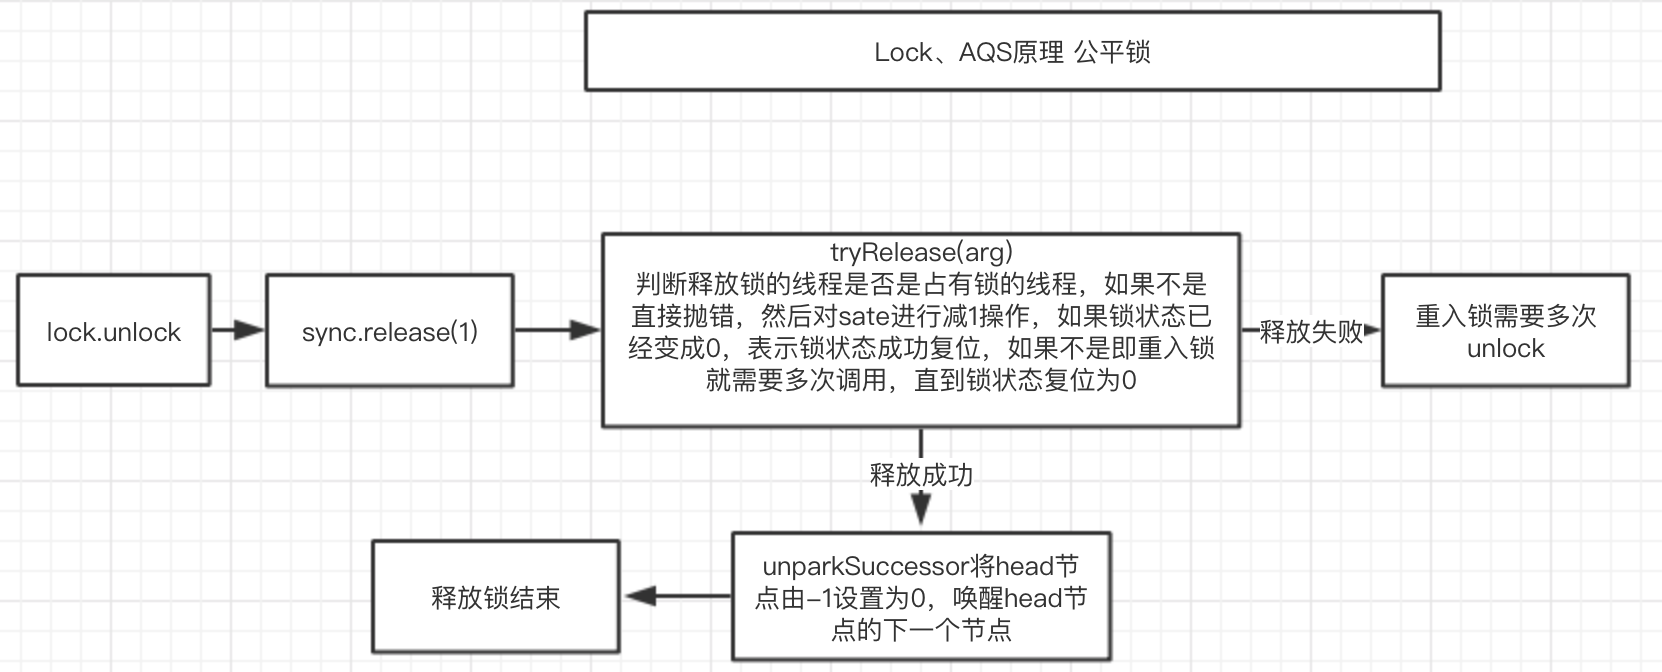 Lock、AQS原理 公平锁
lock.unlock
sync.release(1)
tryRelease(arg)
判断释放锁的线程是否是占有锁的线程，如果不是
直接抛错，然后对sate进行减1操作，如果锁状态已
经变成0，表示锁状态成功复位，如果不是即重入锁
就需要多次调用，直到锁状态复位为0
释放失败
重入锁需要多次
unlock
释放成功
unparkSuccessor将head节
点由-1设置为0，唤醒head节
点的下一个节点
释放锁结束